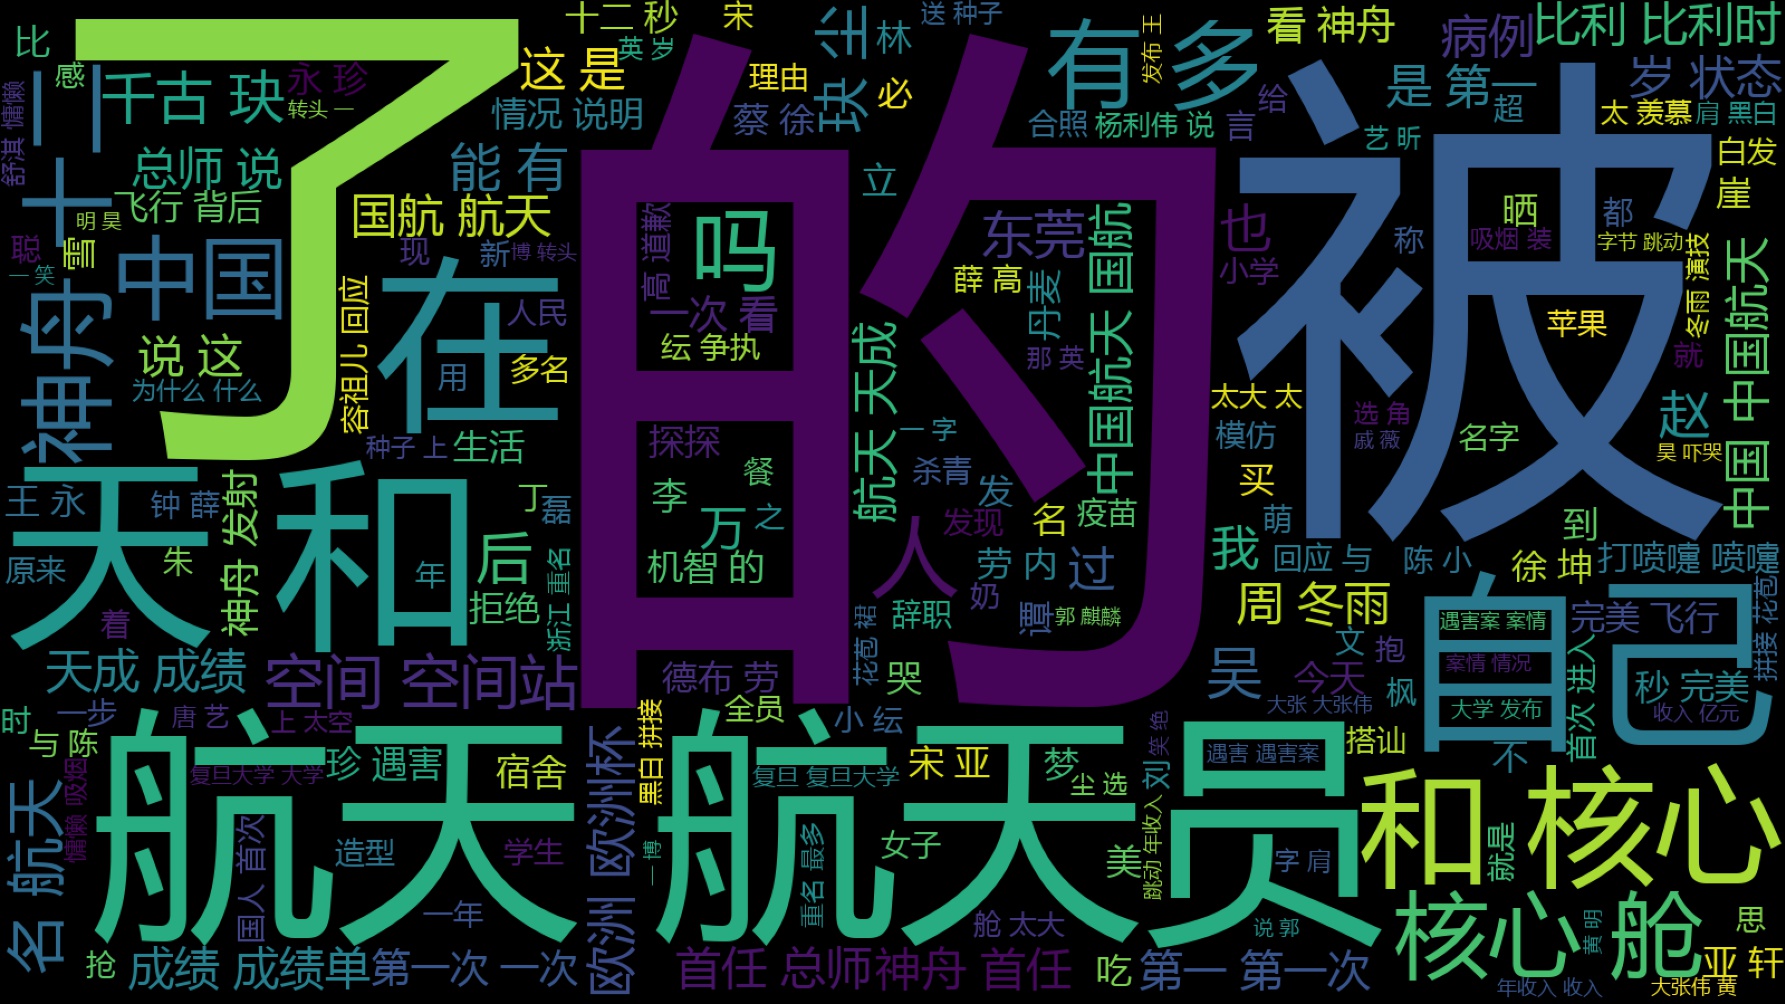 了
的
被
航天 航天员
天和
自己
在
和 核心
核心 舱
有 多
神舟 十二
中国
人
吗
空间 空间站
欧洲 欧洲杯
名 航天
千古 玦
总师 说
飞行 背后
明 昊
十二 秒
英 岁
宋
这 是
情况 说明
理由
蔡 徐
玦 尘
林
送 种子
必
发布 王
看 神舟
病例
比利 比利时
岁 状态
是 第一
超
太 羡慕
肩 黑白
合照
杨利伟 说
言
给
艺 昕
白发
崖
比
感
永 珍
转头 一
舒淇 慵懒
聪
雪
一 笑
能 有
国航 航天
现
新
博 转头
立
高 道歉
东莞
薛 高
丹麦
那 英
一次 看
纭 争执
中国航天 国航
航天 天成
也
小学
称
晒
吸烟 装
都
字节 跳动
冬雨 演技
苹果
就
中国 中国航天
说 这
为什么 什么
容祖儿 回应
人民
用
多名
种子 上
生活
探探
餐
李
万
之
机智 的
一 字
杀青
发
发现
名
疫苗
劳 内
过
谭
郭 麒麟
奶
辞职
花苞 裙
太大 太
模仿
选 角
戚 薇
名字
赵
昊 吓哭
买
萌
我
回应 与
陈 小
到
徐 坤
打喷嚏 喷嚏
王 永
钟 薛
原来
朱
着
神舟 发射
年
丁
磊
后
拒绝
浙江 重名
周 冬雨
文
抱
吴
今天
枫
大张 大张伟
遇害案 案情
案情 情况
大学 发布
完美 飞行
秒 完美
收入 亿元
首次 进入
不
拼接 花苞
天成 成绩
时
一步
与 陈
唐 艺
上 太空
德布 劳
全员
哭
小 纭
黑白 拼接
慵懒 吸烟
复旦大学 大学
珍 遇害
宿舍
复旦 复旦大学
宋 亚
梦
尘 选
刘
笑 绝
遇害 遇害案
搭讪
国人 首次
造型
学生
一 博
重名 最多
女子
美
跳动 年收入
字 肩
就是
一年
舱 太太
说 郭
黄 明
思
抢
成绩 成绩单
第一次 一次
首任 总师
神舟 首任
吃
第一 第一次
年收入 收入
亚 轩
大张伟 黄